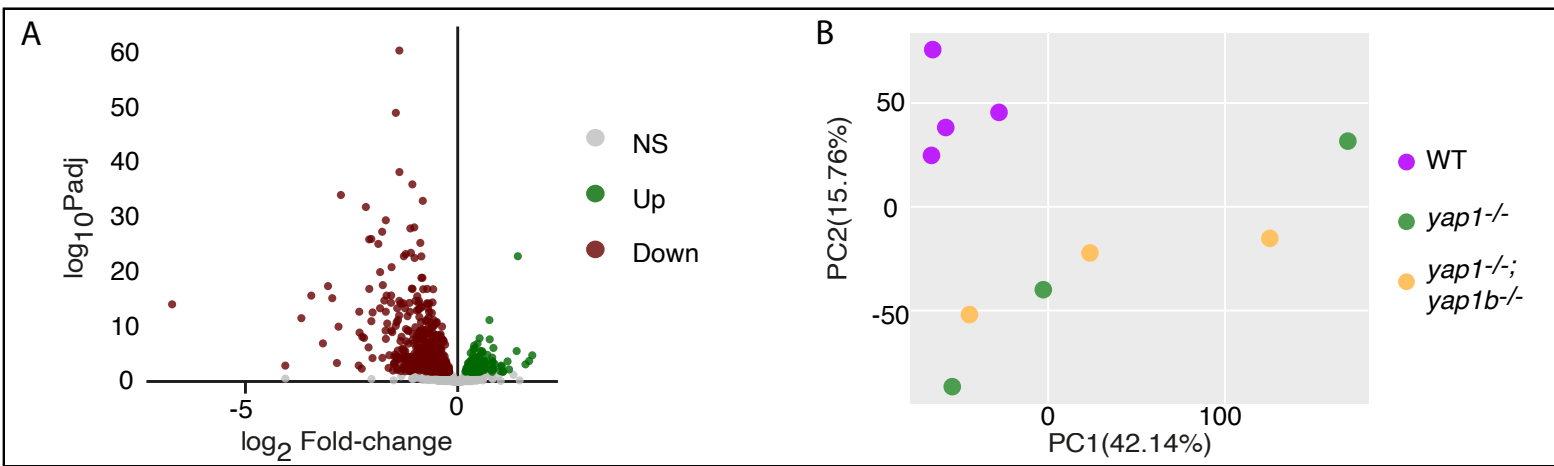 A
60
50
40
30
20
10
0
log10Padj
-5
0
log2 Fold-change
NS
Up
Down
B
50
0
-50
PC2(15.76%)
0
100
PC1(42.14%)
WT
yap1-/-
yap1-/-;
yap1b-/-